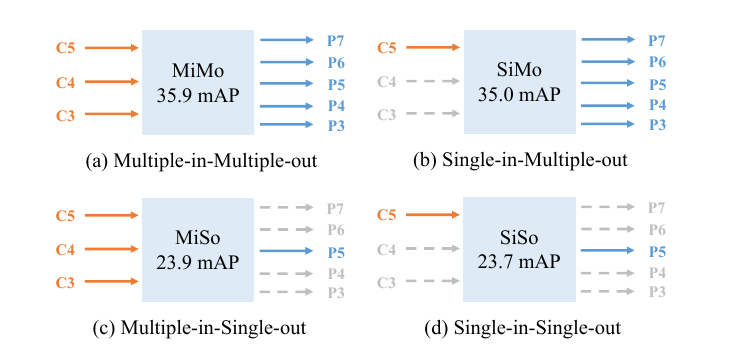 C5
C4
C3
MiMo
35.9 mAP
P7
P6
P5
P4
P3
(a) Multiple-in-Multiple-out
C5
C4
C3
SiMo
35.0 mAP
P7
P6
P5
P4
P3
(b) Single-in-Multiple-out
C5
C4
C3
MiSo
23.9 mAP
P7
P6
P5
P4
P3
(c) Multiple-in-Single-out
C5
C4
C3
SiSo
23.7 mAP
P7
P6
P5
P4
P3
(d) Single-in-Single-out